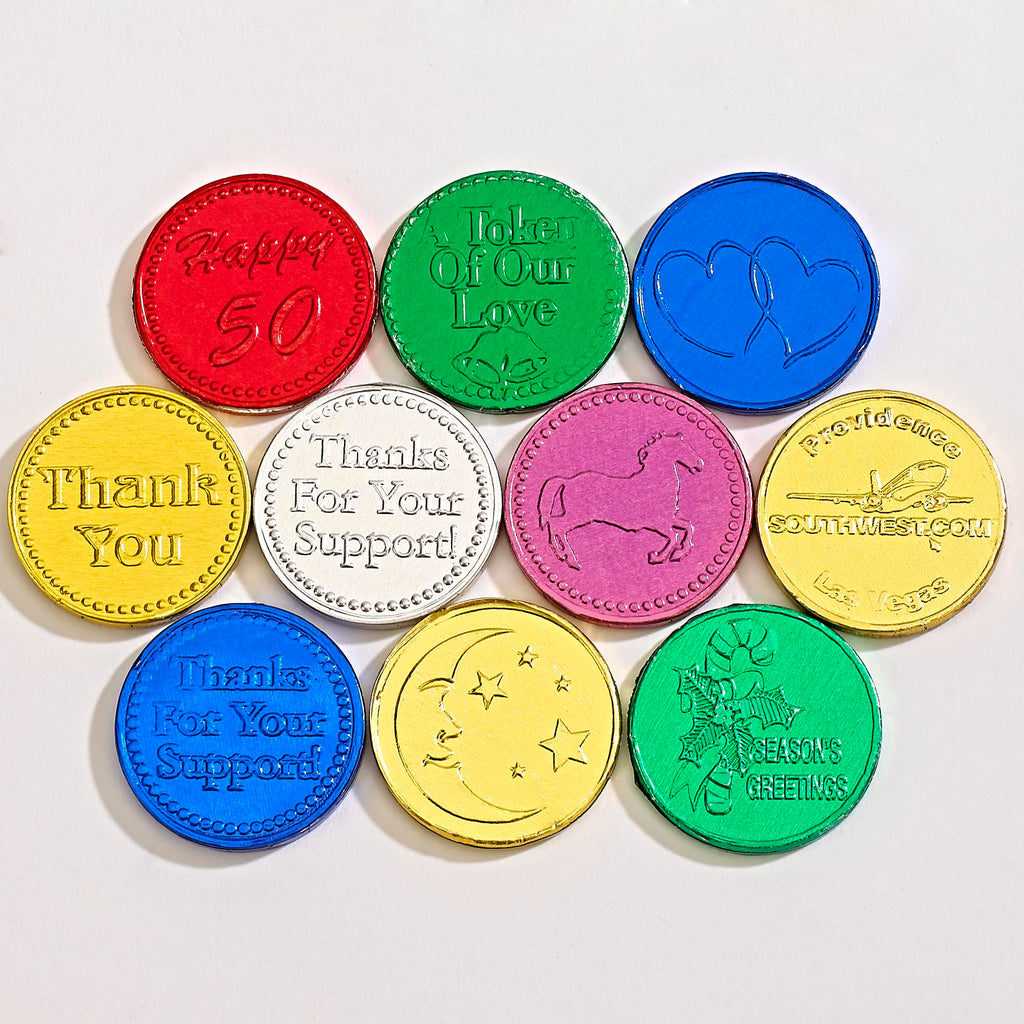 Happy
50
A Token
Of Our
Love
Thank
You
Thanks
For Your
Support!
Providence
SOUTHWEST.COM
Las Vegas
Thanks
For Your
Support!
SEASON'S
GREETINGS